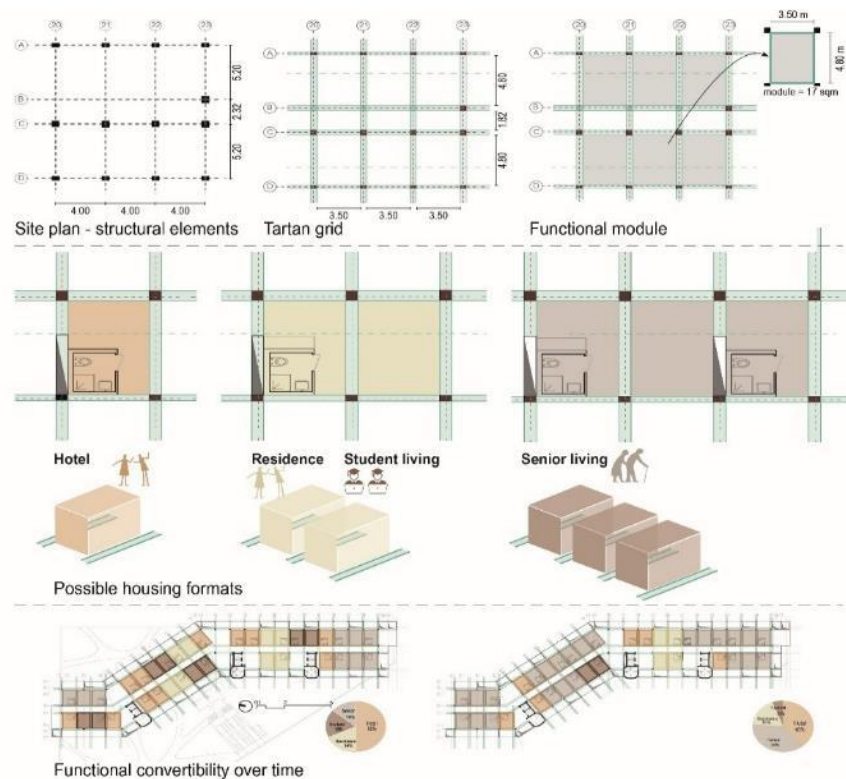 20 21 22 23
A
5.20
B
2.32
C
5.20
D
4.00 4.00 4.00
Site plan - structural elements
20 21 22 23
A
4.80
B
1.82
C
4.80
D
3.50 3.50 3.50
Tartan grid
20 21 22 23
A
B
C
D
3.50 m
4.80 m
module = 17 sqm
Functional module
Hotel
Residence
Student living
Senior living
Possible housing formats
Functional convertibility over time